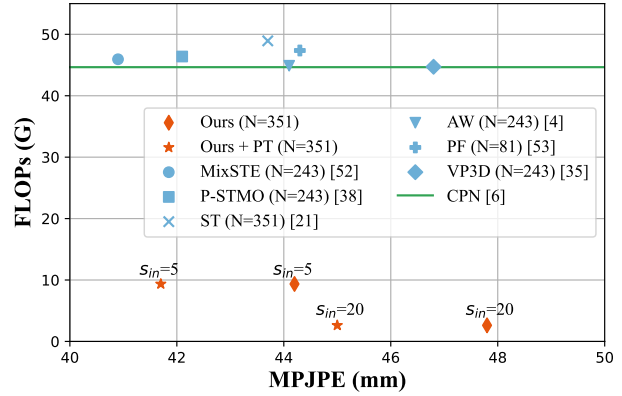 FLOPs (G)
50
40
30
20
10
0
Ours (N=351)
Ours + PT (N=351)
MixSTE (N=243) [52]
P-STMO (N=243) [38]
ST (N=351) [21]
AW (N=243) [4]
PF (N=81) [53]
VP3D (N=243) [35]
CPN [6]
s_in=5
s_in=5
s_in=20
s_in=20
40
42
44
46
48
50
MPJPE (mm)